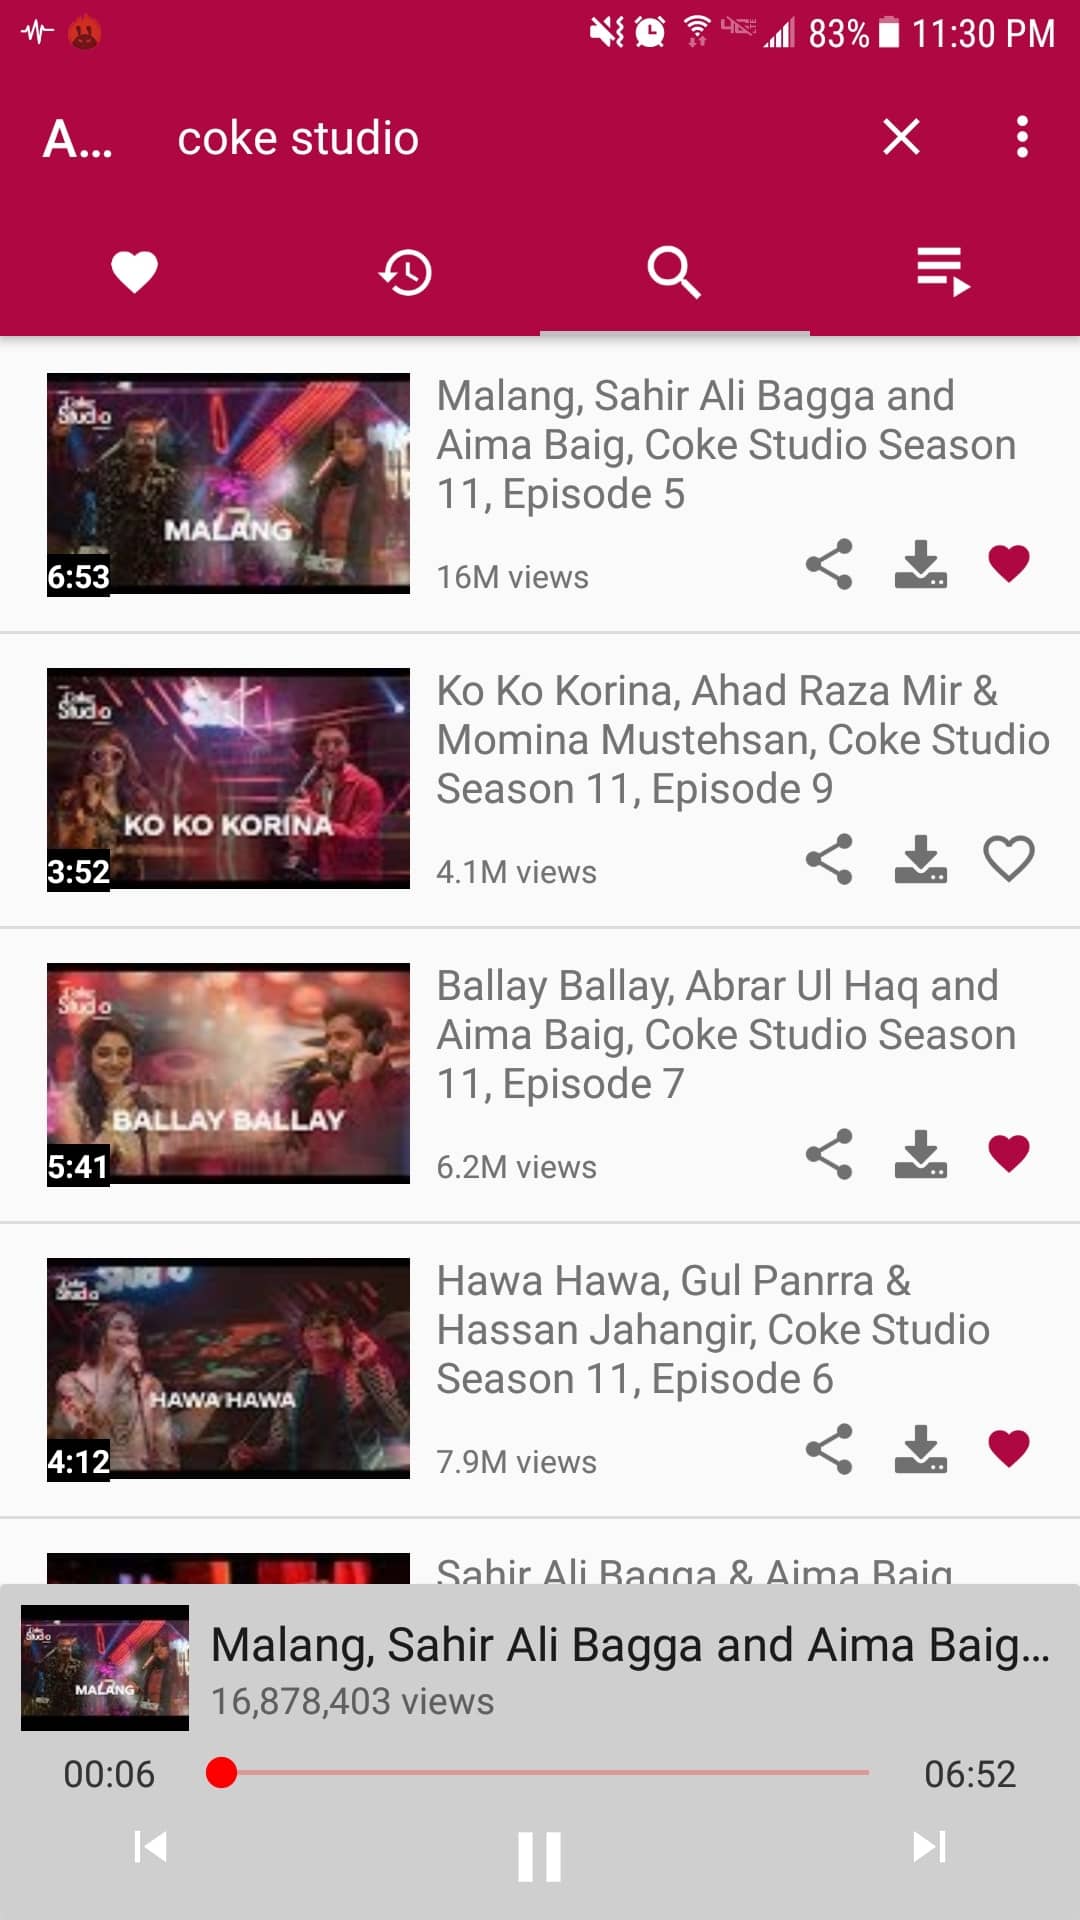 83% 11:30 PM
A... coke studio
Coke Studio
MALANG
6:53
Malang, Sahir Ali Bagga and
Aima Baig, Coke Studio Season
11, Episode 5
16M views
Coke Studio
KO KO KORINA
3:52
Ko Ko Korina, Ahad Raza Mir &
Momina Mustehsan, Coke Studio
Season 11, Episode 9
4.1M views
Coke Studio
BALLAY BALLAY
5:41
Ballay Ballay, Abrar Ul Haq and
Aima Baig, Coke Studio Season
11, Episode 7
6.2M views
Coke Studio
HAWA HAWA
4:12
Hawa Hawa, Gul Panrra &
Hassan Jahangir, Coke Studio
Season 11, Episode 6
7.9M views
Sahir Ali Bagga & Aima Baig
MALANG
Malang, Sahir Ali Bagga and Aima Baig...
16,878,403 views
00:06
06:52